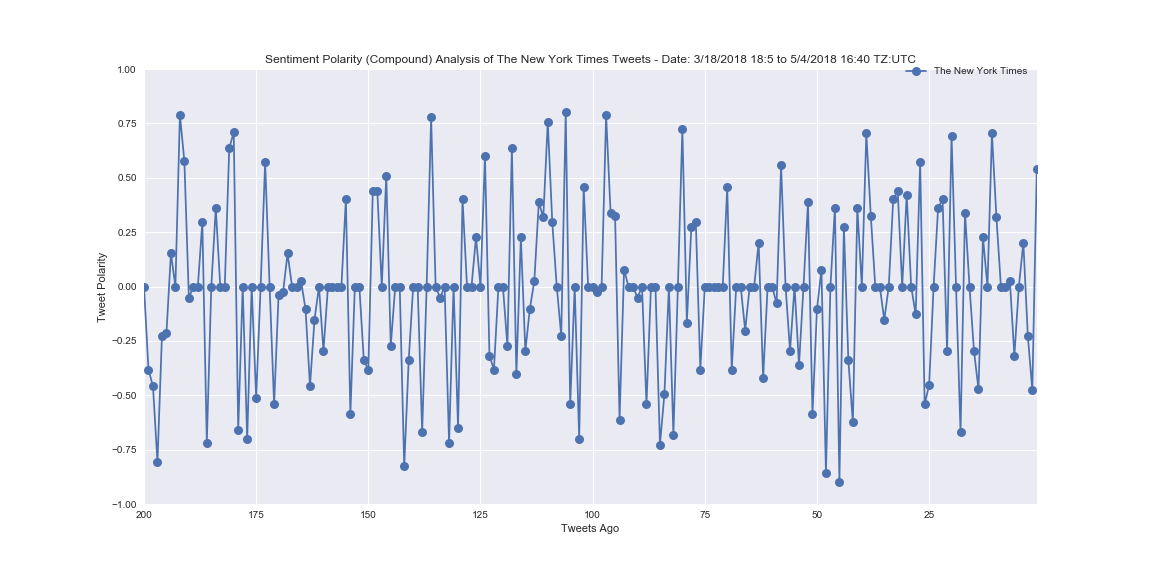 Sentiment Polarity (Compound) Analysis of The New York Times Tweets - Date: 3/18/2018 18:5 to 5/4/2018 16:40 TZ:UTC
The New York Times
1.00
0.75
0.50
0.25
0.00
−0.25
−0.50
−0.75
−1.00
Tweet Polarity
200 175 150 125 100 75 50 25
Tweets Ago